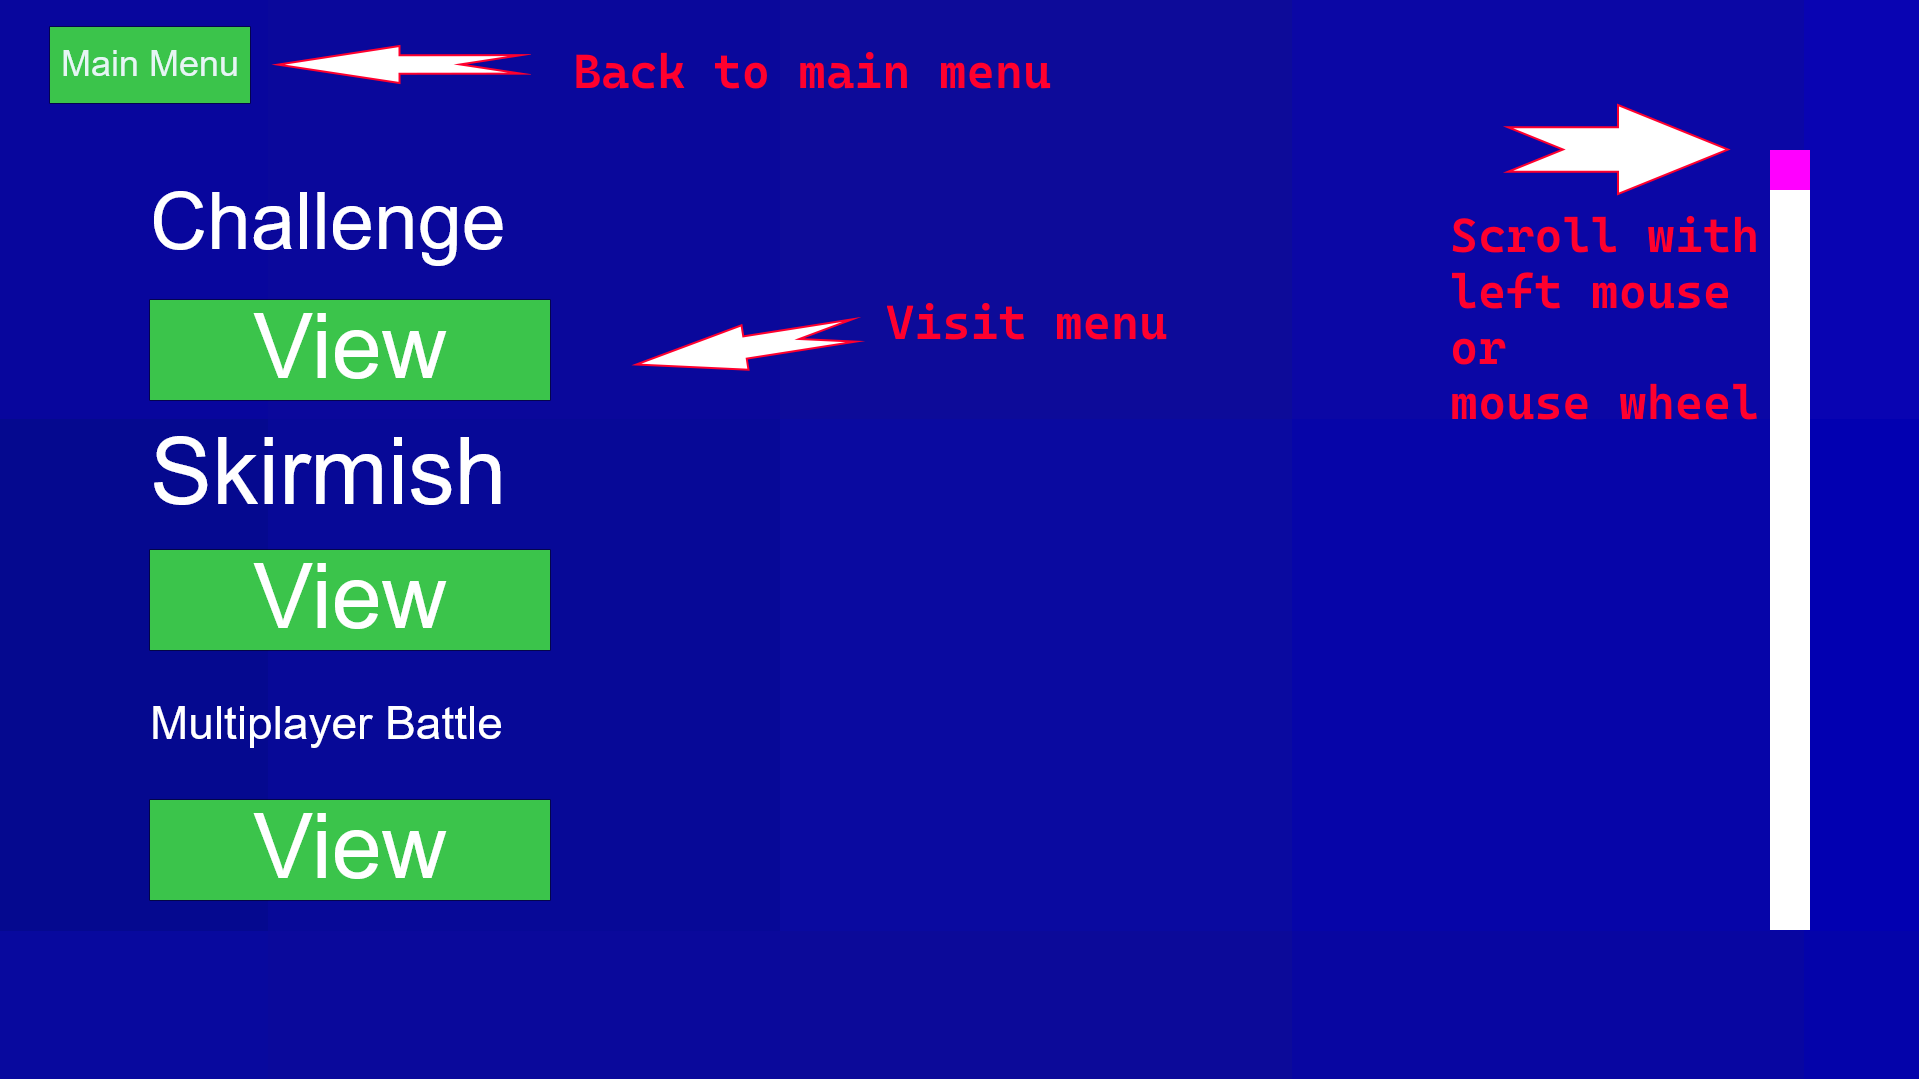 Main Menu
Back to main menu
Challenge
Scroll with
left mouse
or
mouse wheel
View
Visit menu
Skirmish
View
Multiplayer Battle
View